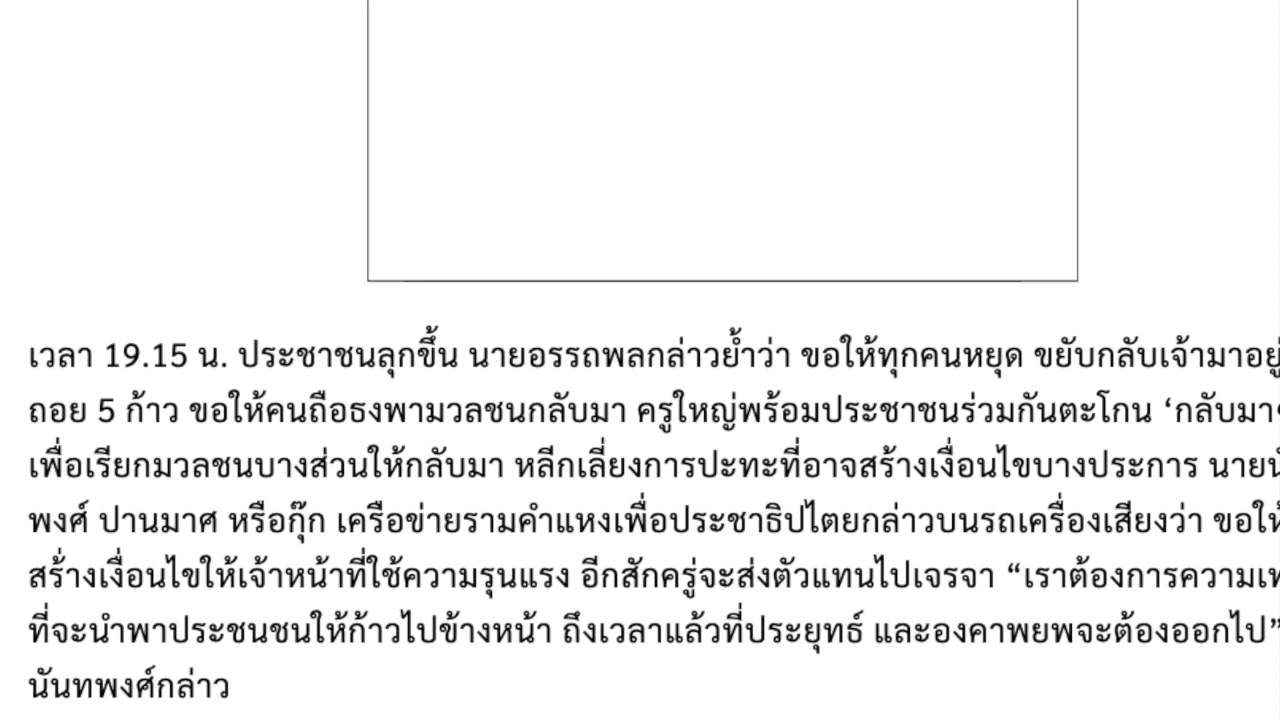 เวลา 19.15 น. ประชาชนลุกขึ้น นายอรรถพลกล่าวย้ำว่า ขอให้ทุกคนหยุด ขยับกลับเจ้ามาอยู่
ถอย 5 ก้าว ขอให้คนถือธงพามวลชนกลับมา ครูใหญ่พร้อมประชาชนร่วมกันตะโกน ‘กลับมา
เพื่อเรียกมวลชนบางส่วนให้กลับมา หลีกเลี่ยงการปะทะที่อาจสร้างเงื่อนไขบางประการ นาย
พงศ์ ปานมาศ หรือกุ๊ก เครือข่ายรามคำแหงเพื่อประชาธิปไตยกล่าวบนรถเครื่องเสียงว่า ขอให้
สร้่างเงื่อนไขให้เจ้าหน้าที่ใช้ความรุนแรง อีกสักครู่จะส่งตัวแทนไปเจรจา “เราต้องการความ
ที่จะนำพาประชนชนให้ก้าวไปข้างหน้า ถึงเวลาแล้วที่ประยุทธ์ และองคาพยพจะต้องออกไป”
นันทพงศ์กล่าว